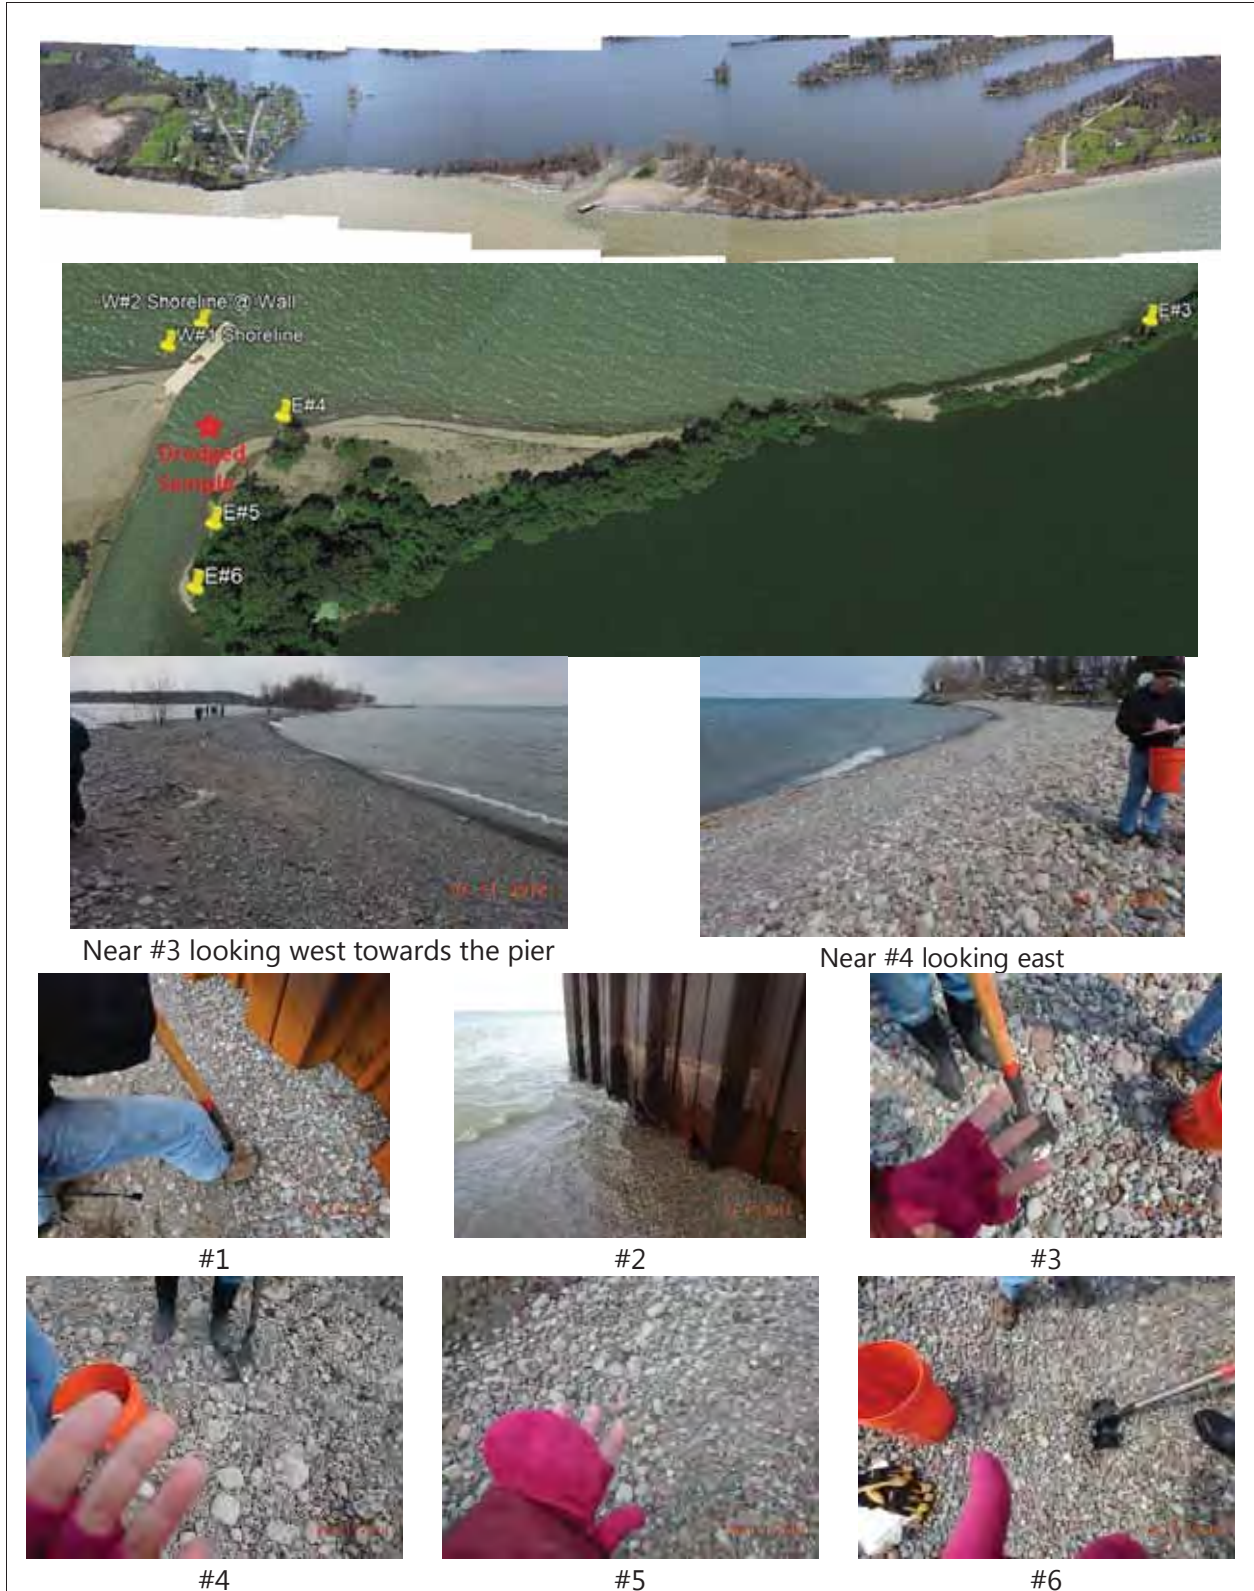 W#2 Shoreline @ Wall
W#1 Shoreline
E#3
E#4
Dredged
Sample
E#5
E#6
Near #3 looking west towards the pier
Near #4 looking east
#1
#2
#3
#4
#5
#6